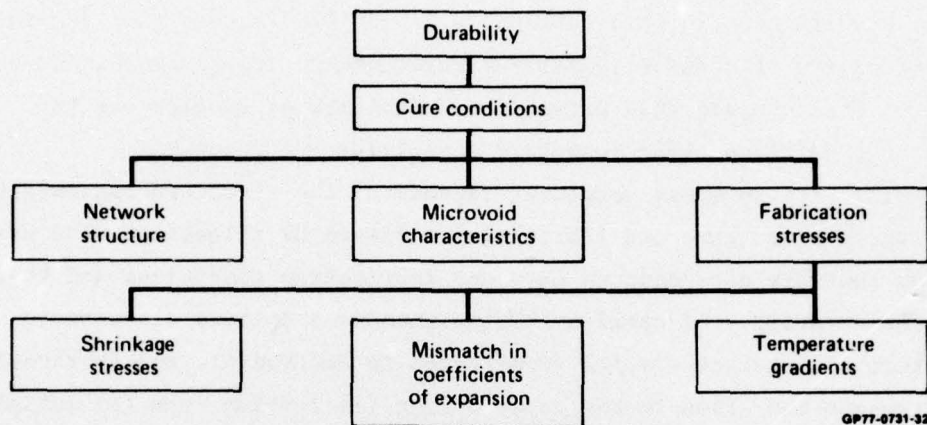 Durability
Cure conditions
Network
structure
Microvoid
characteristics
Fabrication
stresses
Shrinkage
stresses
Mismatch in
coefficients
of expansion
Temperature
gradients
GP77-0731-32